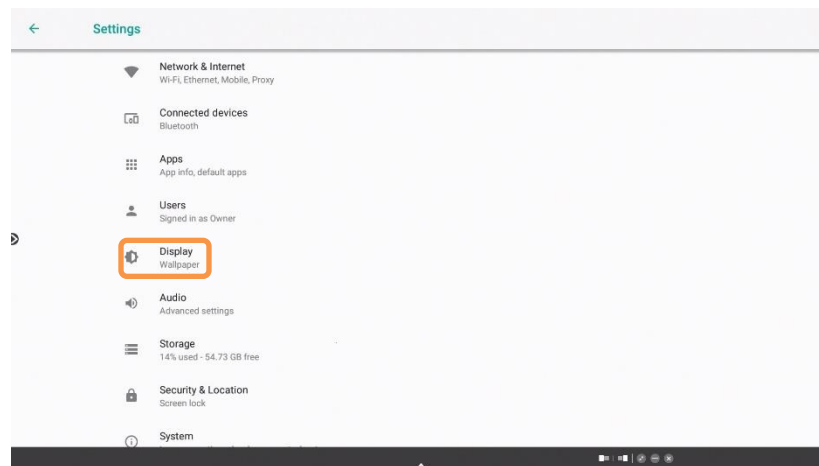 Settings
Network & Internet
Wi-Fi, Ethernet, Mobile, Proxy
Connected devices
Bluetooth
Apps
App info, default apps
Users
Signed in as Owner
Display
Wallpaper
Audio
Advanced settings
Storage
14% used - 54.73 GB free
Security & Location
Screen lock
System